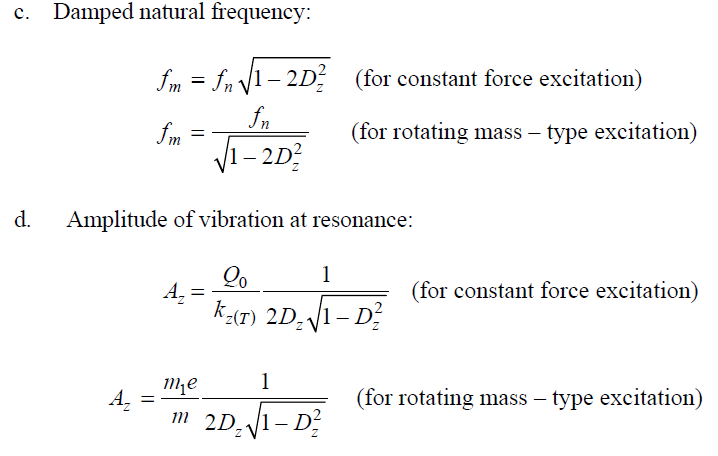 c. Damped natural frequency:
f_m = f_n √(1 − 2D_z²) (for constant force excitation)
f_m = f_n / √(1 − 2D_z²) (for rotating mass – type excitation)
d. Amplitude of vibration at resonance:
A_z = Q_0 / k_z(T) 1 / (2D_z √(1 − D_z²)) (for constant force excitation)
A_z = m_1e / m 1 / (2D_z √(1 − D_z²)) (for rotating mass – type excitation)